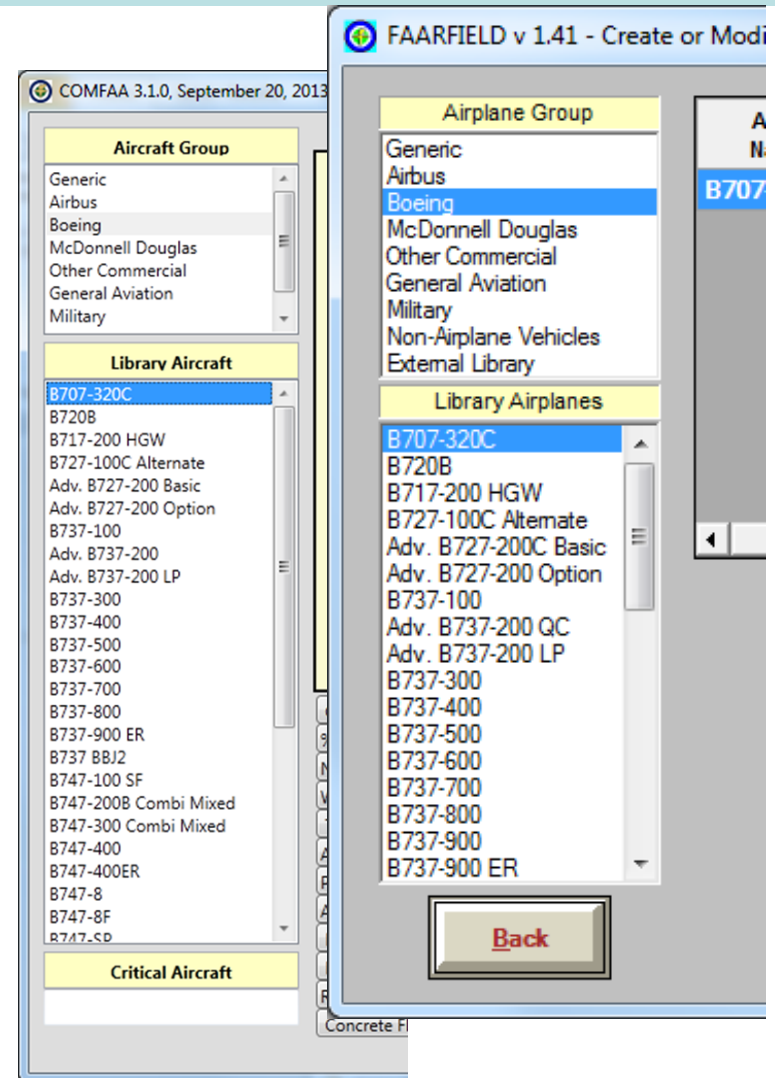 COMFAA 3.1.0, September 20, 2013
Aircraft Group
Generic
Airbus
Boeing
McDonnell Douglas
Other Commercial
General Aviation
Military
Library Aircraft
B707-320C
B720B
B717-200 HGW
B727-100C Alternate
Adv. B727-200 Basic
Adv. B727-200 Option
B737-100
Adv. B737-200
Adv. B737-200 LP
B737-300
B737-400
B737-500
B737-600
B737-700
B737-800
B737-900 ER
B737 BBJ2
B747-100 SF
B747-200B Combi Mixed
B747-300 Combi Mixed
B747-400
B747-400ER
B747-8
B747-8F
B747-SP
Critical Aircraft
Concrete
FAARFIELD v 1.41 - Create or Modi
Airplane Group
Generic
Airbus
Boeing
McDonnell Douglas
Other Commercial
General Aviation
Military
Non-Airplane Vehicles
External Library
Library Airplanes
B707-320C
B720B
B717-200 HGW
B727-100C Alternate
Adv. B727-200C Basic
Adv. B727-200 Option
B737-100
Adv. B737-200 QC
Adv. B737-200 LP
B737-300
B737-400
B737-500
B737-600
B737-700
B737-800
B737-900
B737-900 ER
Back
B707-